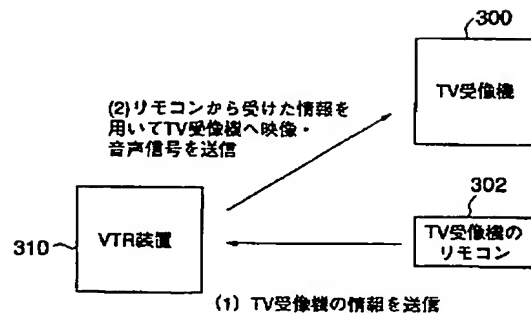 300
TV受像機
(2)リモコンから受けた情報を
用いてTV受像機へ映像・
音声信号を送信
302
TV受像機の
リモコン
310
VTR装置
(1) TV受像機の情報を送信